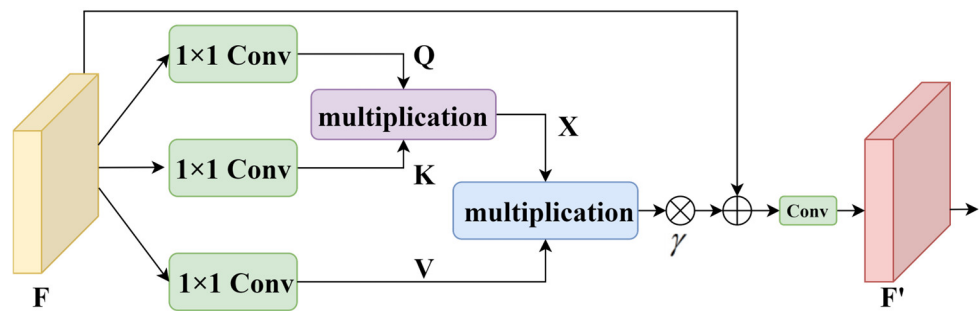 1×1 Conv
Q
multiplication
X
1×1 Conv
K
multiplication
Conv
γ
1×1 Conv
V
F
F'